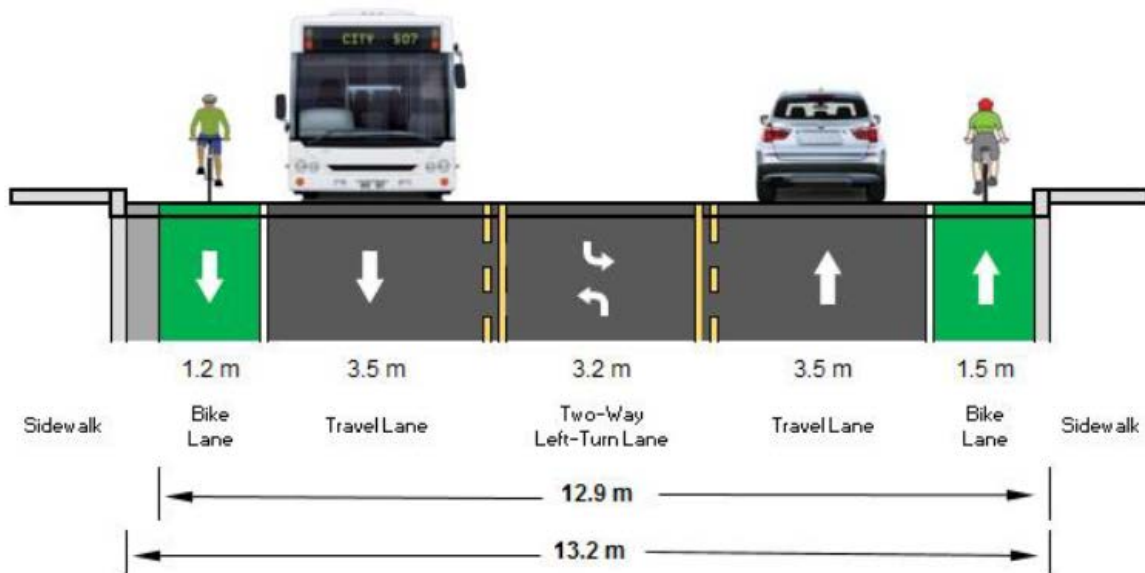 CITY 507
1.2 m
3.5 m
3.2 m
3.5 m
1.5 m
Sidewalk
Bike
Lane
Travel Lane
Two-Way
Left-Turn Lane
Travel Lane
Bike
Lane
Sidewalk
12.9 m
13.2 m